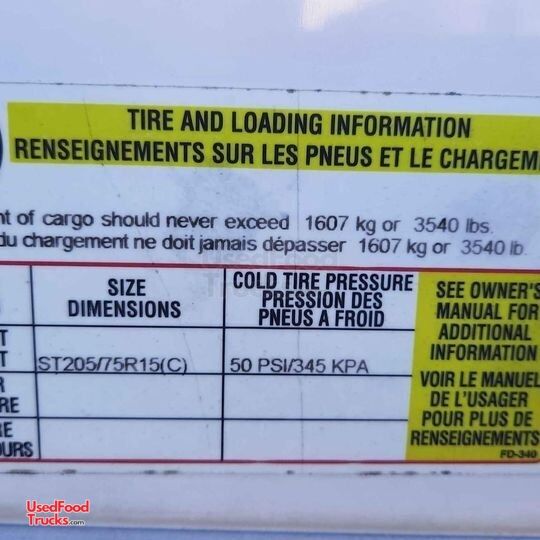 TIRE AND LOADING INFORMATION
RENSEIGNEMENTS SUR LES PNEUS ET LE CHARGEM
of cargo should never exceed 1607 kg or 3540 lbs.
du chargement ne doit jamais dépasser 1607 kg or 3540 lb.
SIZE
DIMENSIONS
COLD TIRE PRESSURE
PRESSION DES
PNEUS A FROID
ST205/75R15(C)
50 PSI/345 KPA
SEE OWNER'S
MANUAL FOR
ADDITIONAL
INFORMATION
VOIR LE MANUEL
DE L'USAGER
POUR PLUS DE
RENSEIGNEMENTS
FD-340
UsedFood
Trucks.com